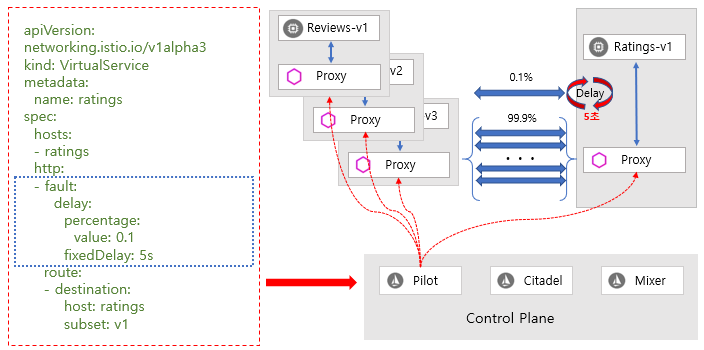 apiVersion:
networking.istio.io/v1alpha3
kind: VirtualService
metadata:
name: ratings
spec:
hosts:
- ratings
http:
- fault:
delay:
percentage:
value: 0.1
fixedDelay: 5s
route:
- destination:
host: ratings
subset: v1
Reviews-v1
Proxy
v2
Proxy
v3
Proxy
0.1%
99.9%
. . .
Delay
5초
Ratings-v1
Proxy
Pilot
Citadel
Mixer
Control Plane